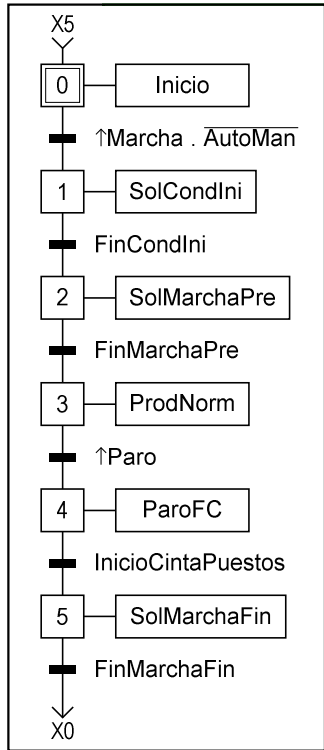 X5
0 Inicio
↑Marcha . A̅u̅t̅o̅M̅a̅n̅
1 SolCondIni
FinCondIni
2 SolMarchaPre
FinMarchaPre
3 ProdNorm
↑Paro
4 ParoFC
InicioCintaPuestos
5 SolMarchaFin
FinMarchaFin
X0